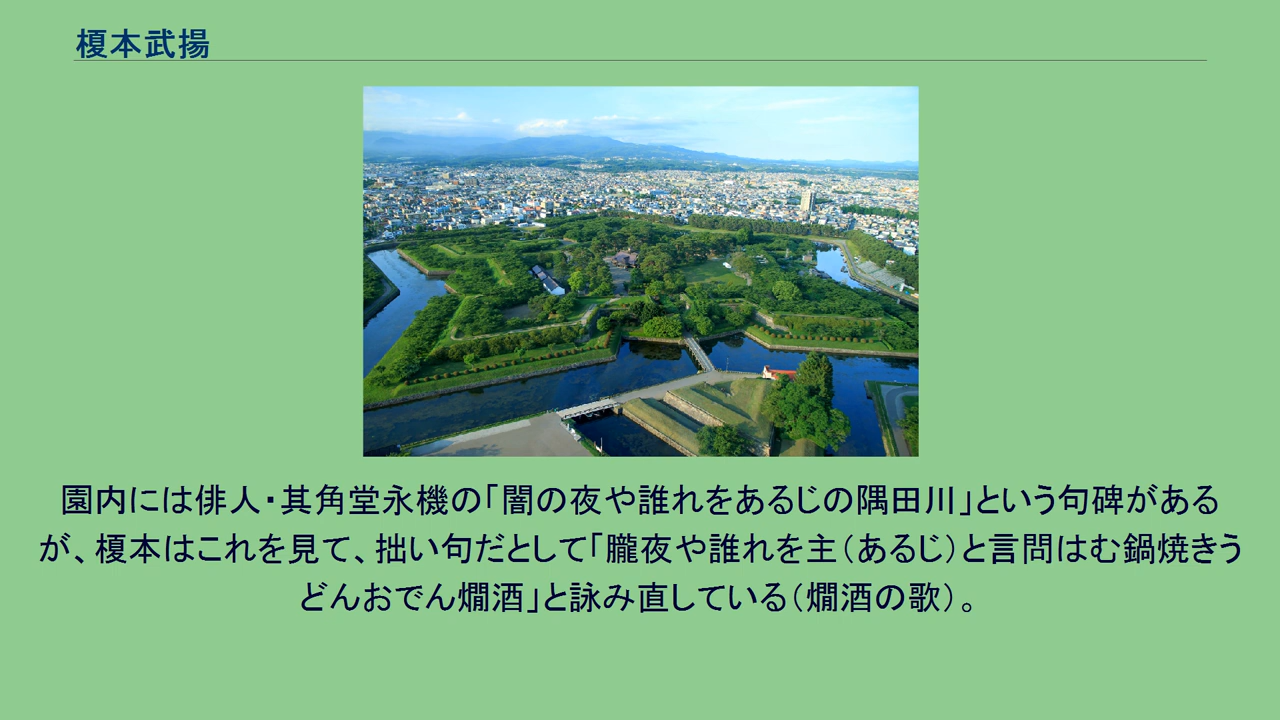 榎本武揚
園内には俳人・其角堂永機の「闇の夜や誰れをあるじの隅田川」という句碑がある
が、榎本はこれを見て、拙い句だとして「朧夜や誰れを主（あるじ）と言問はむ鍋焼きう
どんおでん燗酒」と詠み直している（燗酒の歌）。